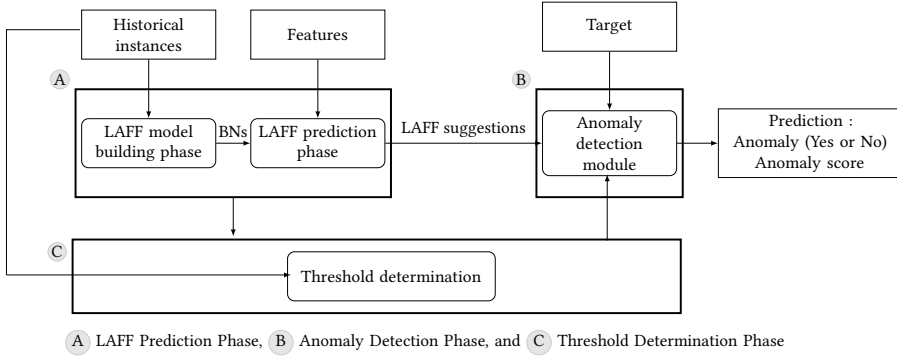 Historical
instances
Features
Target
A
B
LAFF model
building phase
BNs
LAFF prediction
phase
LAFF suggestions
Anomaly
detection
module
Prediction :
Anomaly (Yes or No)
Anomaly score
C
Threshold determination
A LAFF Prediction Phase, B Anomaly Detection Phase, and C Threshold Determination Phase